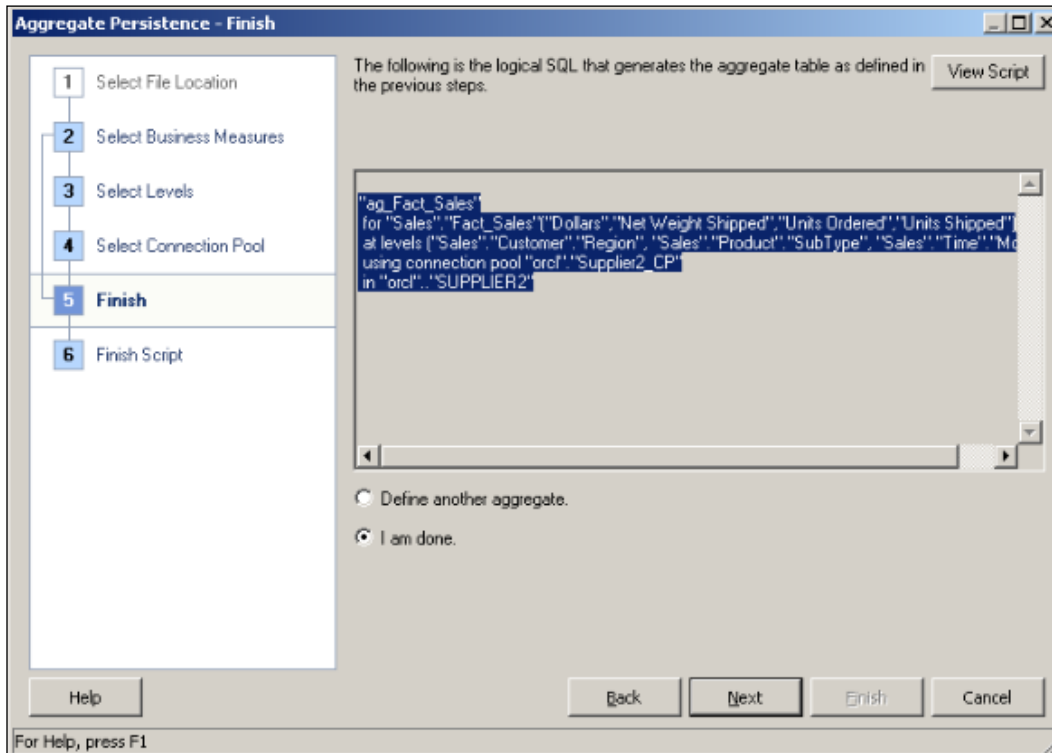 Aggregate Persistence - Finish
1 Select File Location
2 Select Business Measures
3 Select Levels
4 Select Connection Pool
5 Finish
6 Finish Script
The following is the logical SQL that generates the aggregate table as defined in
the previous steps.
View Script
"ag_Fact_Sales"
for "Sales"."Fact_Sales"("Dollars","Net Weight Shipped","Units Ordered","Units Shipped")
at levels ("Sales"."Customer"."Region", "Sales"."Product"."SubType", "Sales"."Time"."Mo
using connection pool "orcl"."Supplier2_CP"
in "orcl".."SUPPLIER2"
Define another aggregate.
I am done.
Help
Back
Next
Finish
Cancel
For Help, press F1